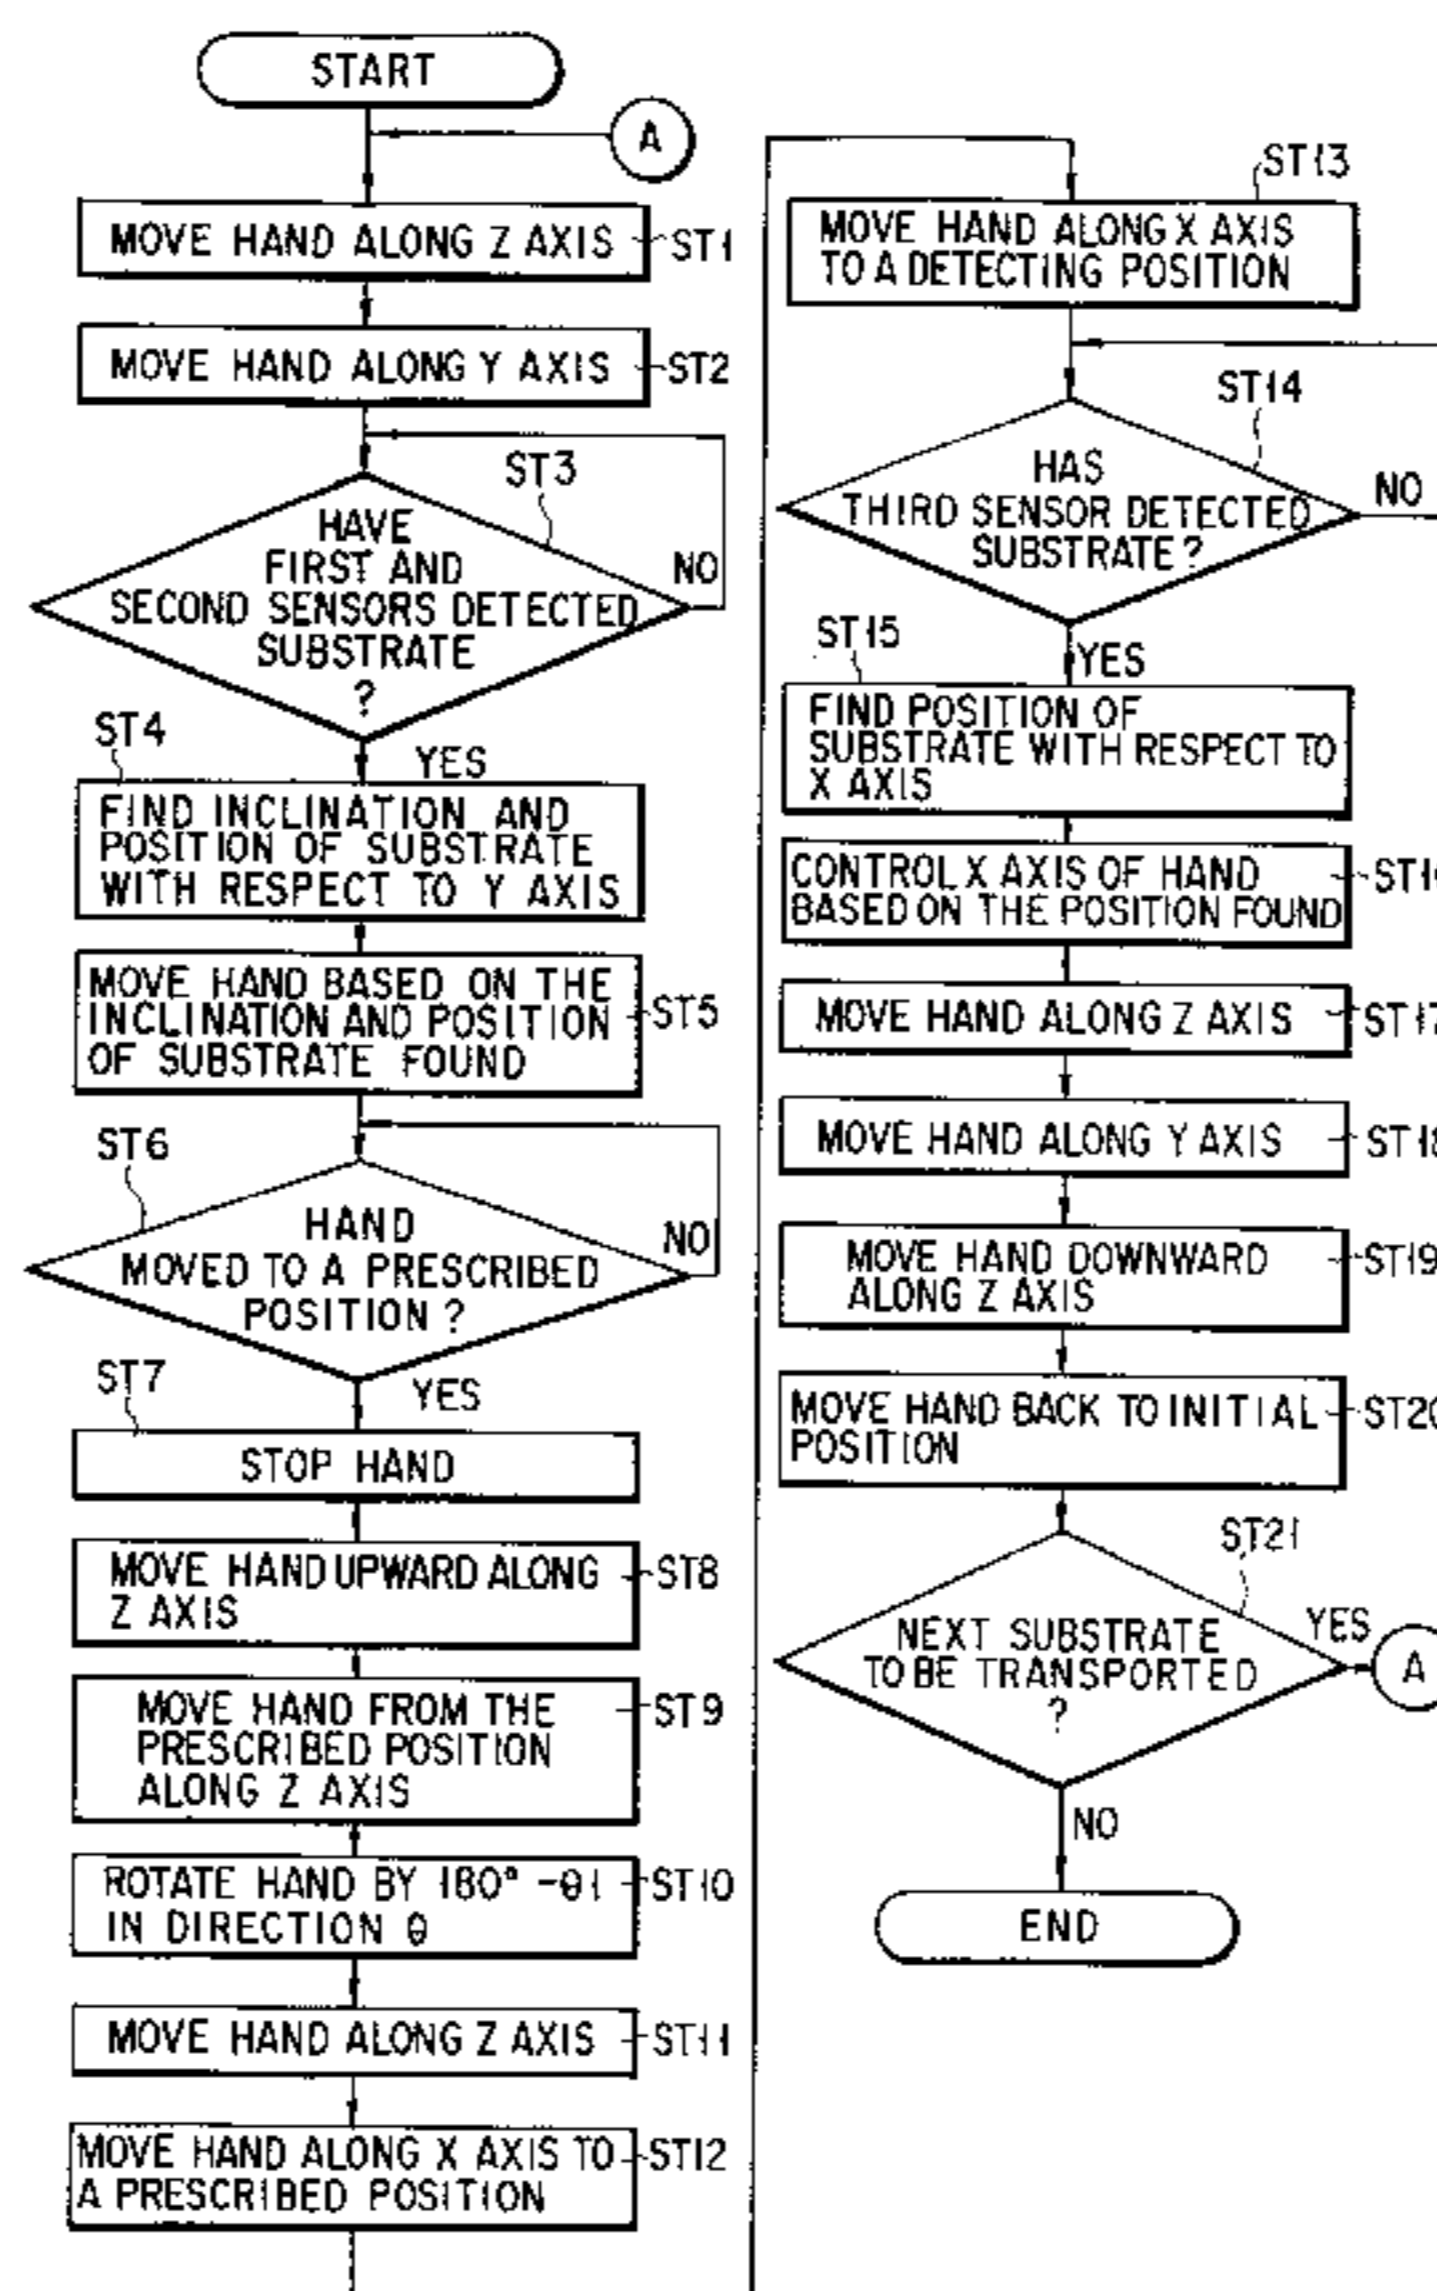 START
A
MOVE HAND ALONG Z AXIS
ST1
MOVE HAND ALONG Y AXIS
ST2
ST3
HAVE
FIRST AND
SECOND SENSORS DETECTED
SUBSTRATE
?
NO
YES
ST4
FIND INCLINATION AND
POSITION OF SUBSTRATE
WITH RESPECT TO Y AXIS
MOVE HAND BASED ON THE
INCLINATION AND POSITION
OF SUBSTRATE FOUND
ST5
ST6
HAND
MOVED TO A PRESCRIBED
POSITION ?
NO
YES
ST7
STOP HAND
MOVE HAND UPWARD ALONG
Z AXIS
ST8
MOVE HAND FROM THE
PRESCRIBED POSITION
ALONG Z AXIS
ST9
ROTATE HAND BY 180° -θ1
IN DIRECTION θ
ST10
MOVE HAND ALONG Z AXIS
ST11
MOVE HAND ALONG X AXIS TO
A PRESCRIBED POSITION
ST12
ST13
MOVE HAND ALONG X AXIS
TO A DETECTING POSITION
ST14
HAS
THIRD SENSOR DETECTED
SUBSTRATE ?
NO
YES
ST15
FIND POSITION OF
SUBSTRATE WITH RESPECT TO
X AXIS
CONTROL X AXIS OF HAND
BASED ON THE POSITION FOUND
MOVE HAND ALONG Z AXIS
ST17
MOVE HAND ALONG Y AXIS
ST18
MOVE HAND DOWNWARD
ALONG Z AXIS
ST19
MOVE HAND BACK TO INITIAL
POSITION
ST20
ST21
NEXT SUBSTRATE
TO BE TRANSPORTED
?
YES
A
NO
END